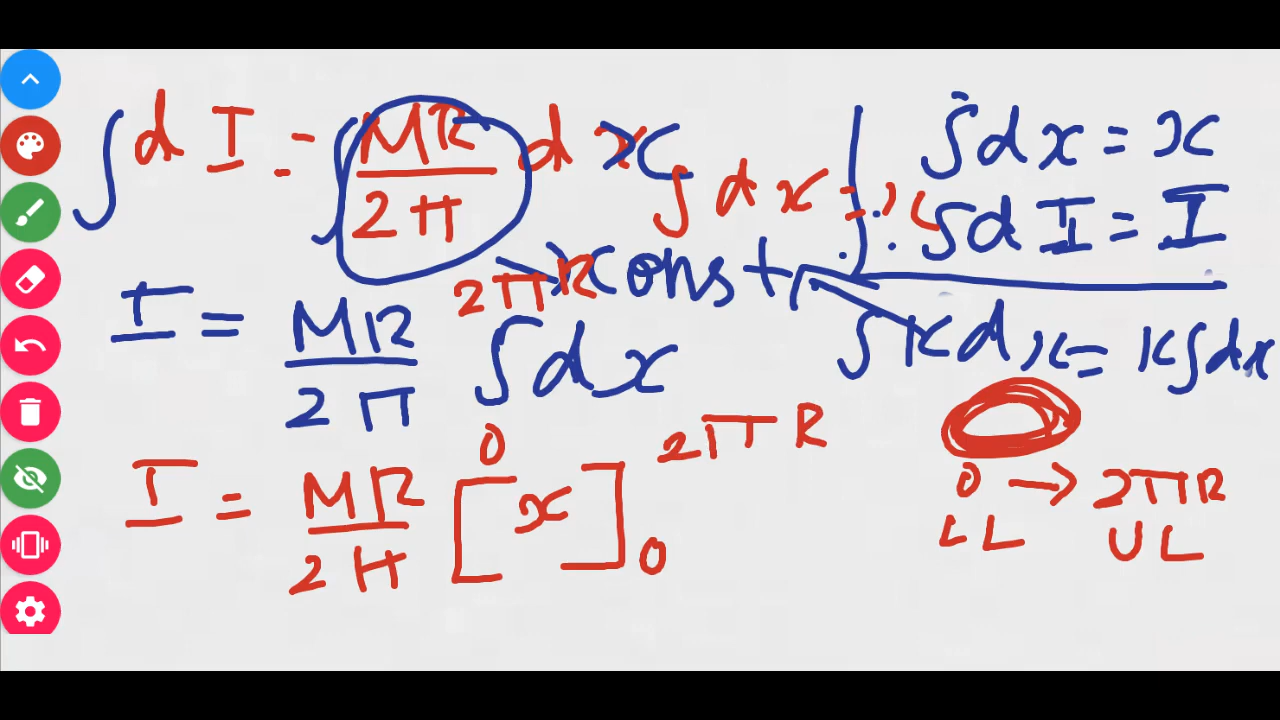 ∫dI = MR/2π dx ∫dx = x
∫dx = x
∫dI = I
const
I = MR/2π ∫dx
2πR
0
∫Kdx = K∫dx
I = MR/2π [x]
2πR
0
0 → 2πR
LL UL